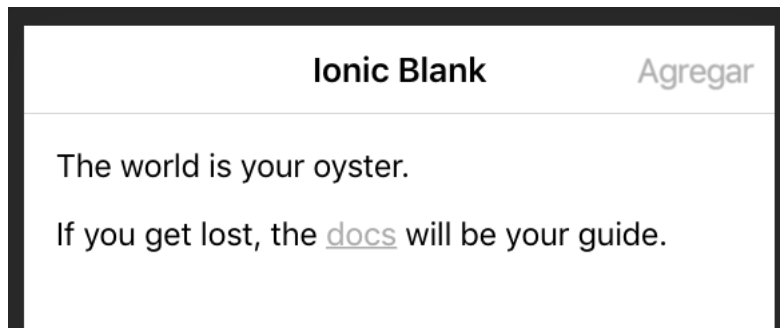 Ionic Blank
Agregar
The world is your oyster.
If you get lost, the docs will be your guide.